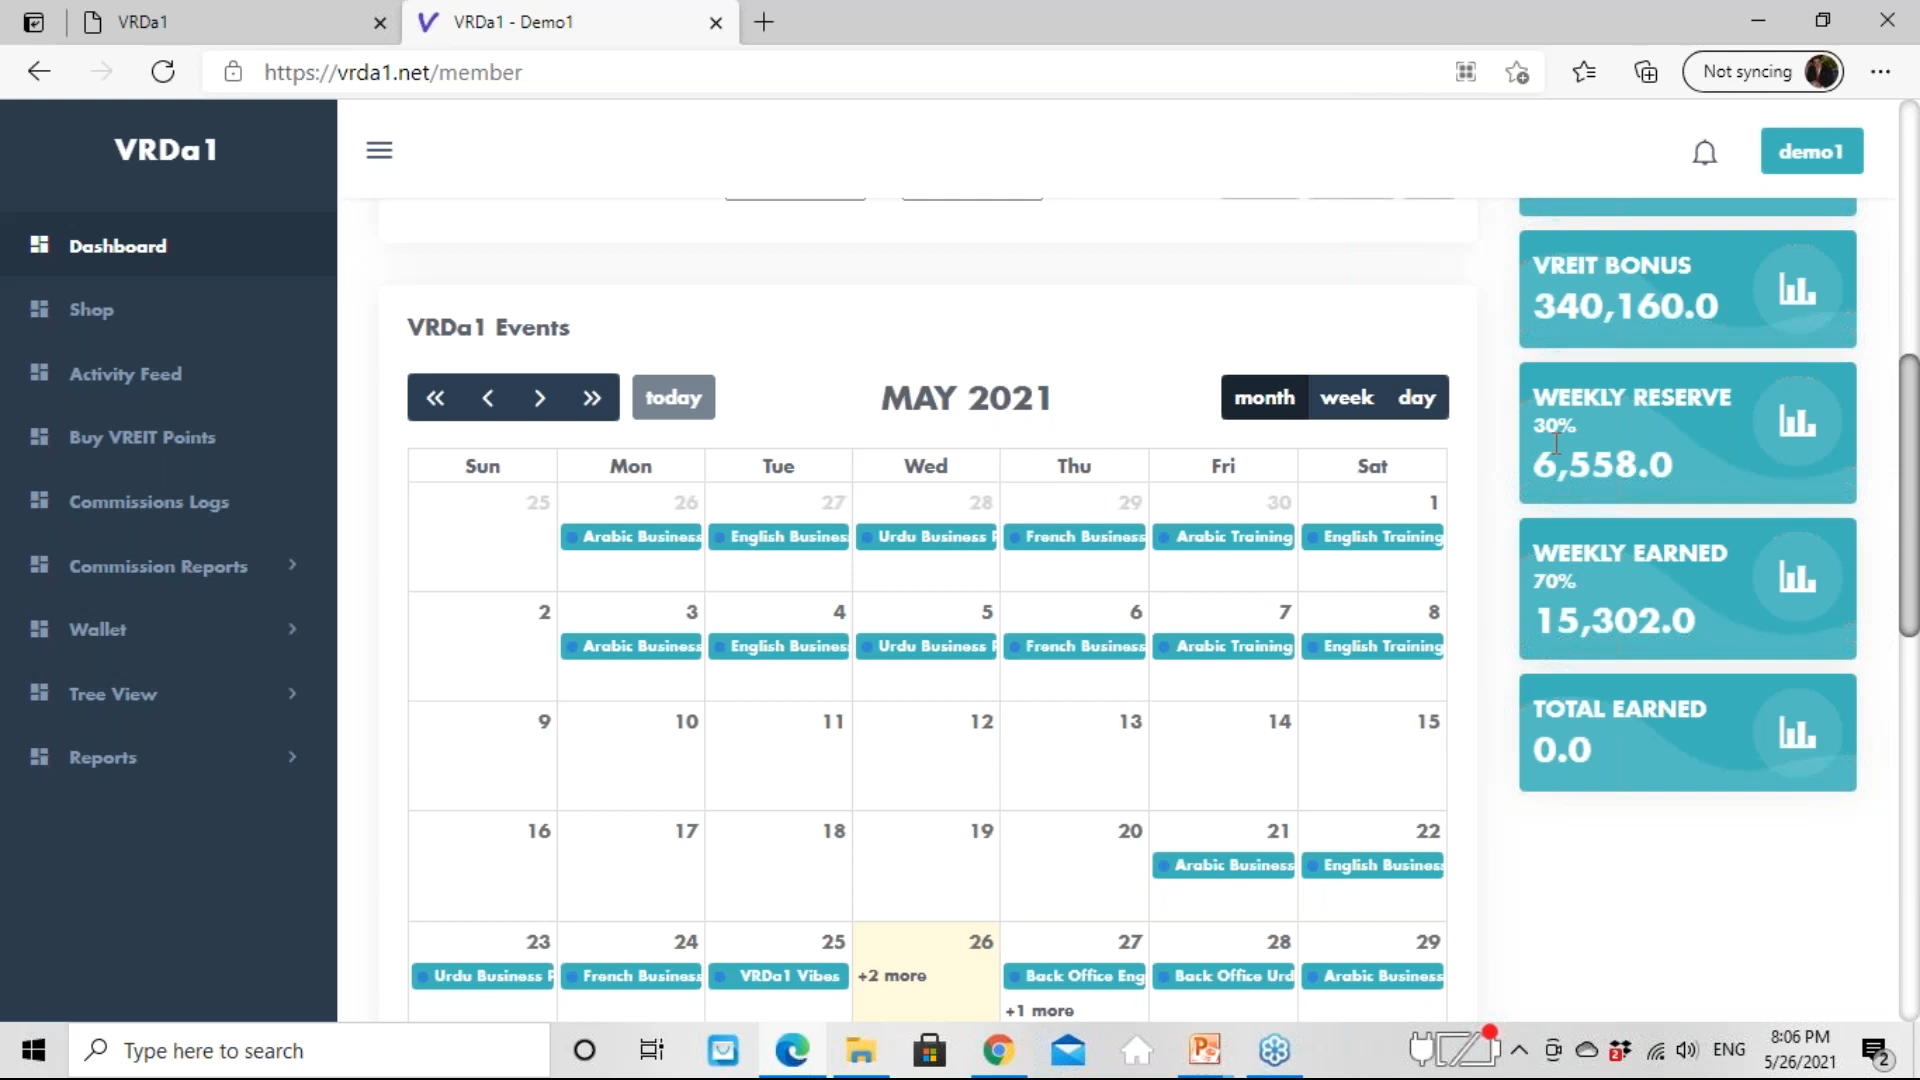 VRDa1
VRDa1 - Demo1
https://vrda1.net/member
Not syncing
VRDa1
demo1
Dashboard
Shop
Activity Feed
Buy VREIT Points
Commissions Logs
Commission Reports
Wallet
Tree View
Reports
VRDa1 Events
today
MAY 2021
month week day
Sun Mon Tue Wed Thu Fri Sat
25 26 27 28 29 30 1
Arabic Business English Busines Urdu Business French Business Arabic Training English Training
2 3 4 5 6 7 8
Arabic Business English Busines Urdu Business French Business Arabic Training English Training
9 10 11 12 13 14 15
16 17 18 19 20 21 22
Arabic Business English Busines
23 24 25 26 27 28 29
Urdu Business French Business VRDa1 Vibes +2 more Back Office Eng Back Office Urd Arabic Business
+1 more
VREIT BONUS
340,160.0
WEEKLY RESERVE
30%
6,558.0
WEEKLY EARNED
70%
15,302.0
TOTAL EARNED
0.0
Type here to search
ENG
8:06 PM
5/26/2021
2
2